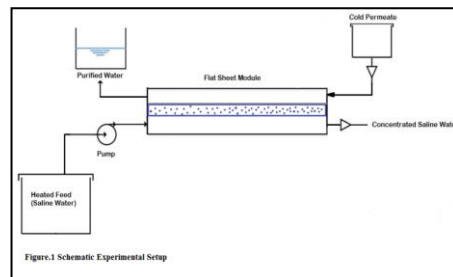 Cold Permeate
Purified Water
Flat Sheet Module
Concentrated Saline Wate
Pump
Heated Feed
(Saline Water)
Figure.1 Schematic Experimental Setup